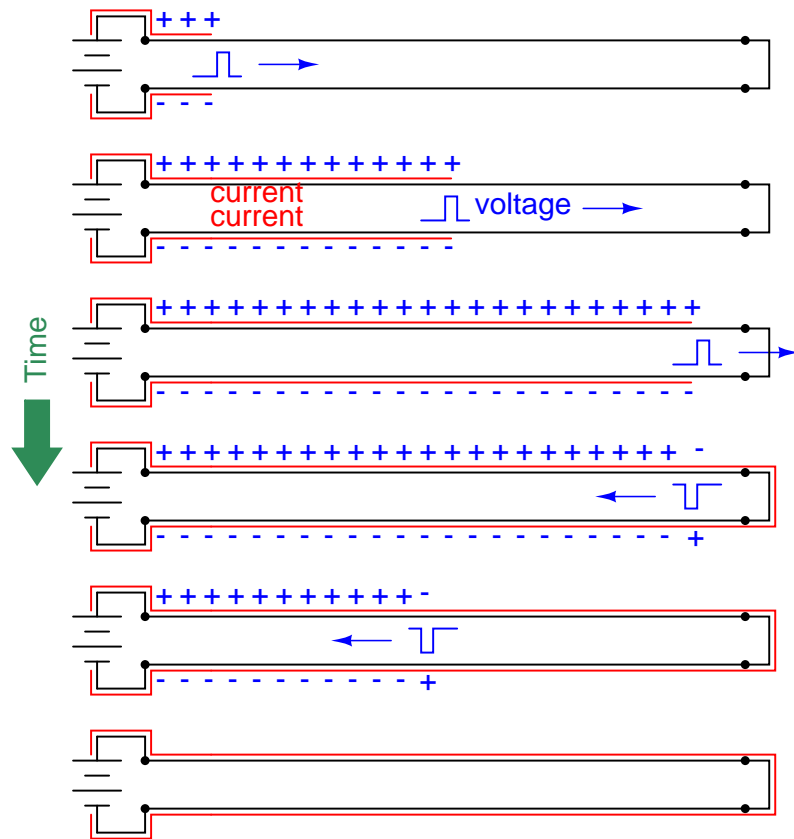 + + +
- - -
+ + + + + + + + + + + + +
current
current
voltage
- - - - - - - - - - - - -
+ + + + + + + + + + + + + + + + + + + + + + +
Time
- - - - - - - - - - - - - - - - - - - - - - -
+ + + + + + + + + + + + + + + + + + + + + + -
- - - - - - - - - - - - - - - - - - - - - - +
+ + + + + + + + + + + -
- - - - - - - - - - - +